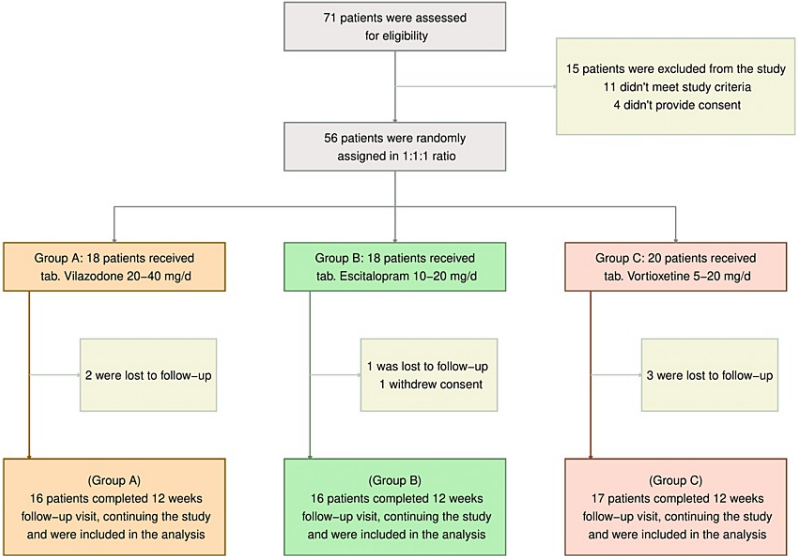 71 patients were assessed
for eligibility
15 patients were excluded from the study
11 didn't meet study criteria
4 didn't provide consent
56 patients were randomly
assigned in 1:1:1 ratio
Group A: 18 patients received
tab. Vilazodone 20−40 mg/d
Group B: 18 patients received
tab. Escitalopram 10−20 mg/d
Group C: 20 patients received
tab. Vortioxetine 5−20 mg/d
2 were lost to follow−up
1 was lost to follow−up
1 withdrew consent
3 were lost to follow−up
(Group A)
16 patients completed 12 weeks
follow−up visit, continuing the study
and were included in the analysis
(Group B)
16 patients completed 12 weeks
follow−up visit, continuing the study
and were included in the analysis
(Group C)
17 patients completed 12 weeks
follow−up visit, continuing the study
and were included in the analysis